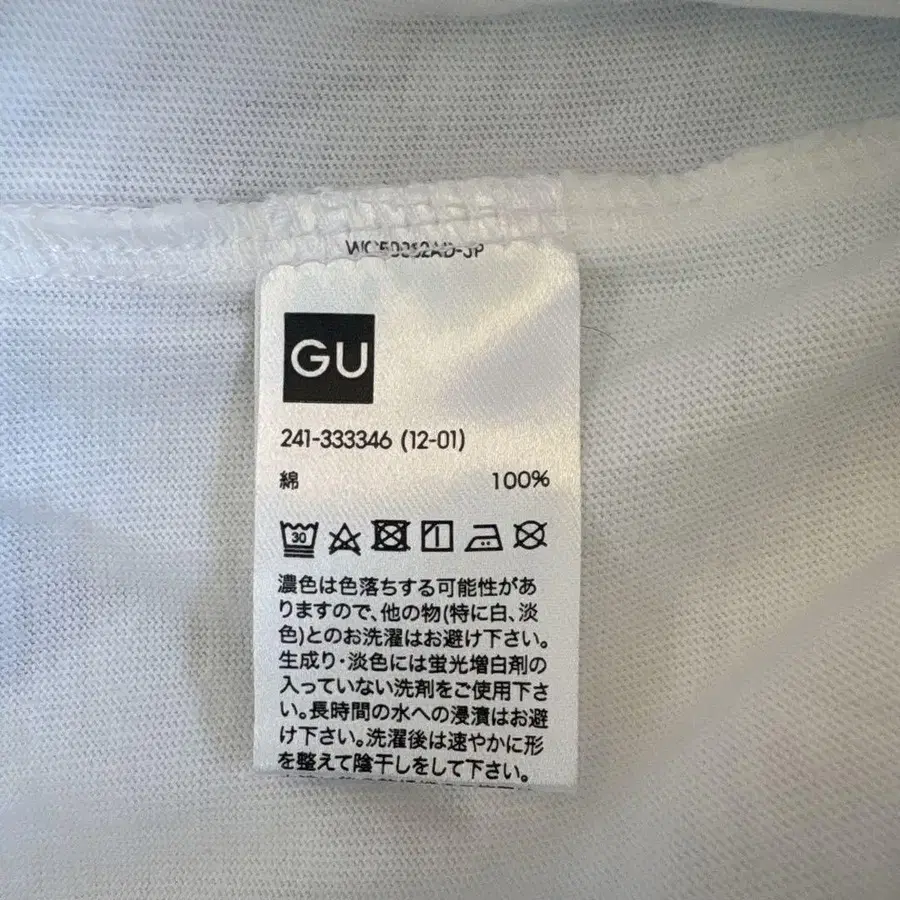 GU
241-333346 (12-01)
綿 100%
30
濃色は色落ちする可能性があ
りますので、他の物(特に白、淡
色)とのお洗濯はお避け下さい。
生成り・淡色には蛍光増白剤の
入っていない洗剤をご使用下さ
い。長時間の水への浸漬はお避
け下さい。洗濯後は速やかに形
を整えて陰干しをして下さい。